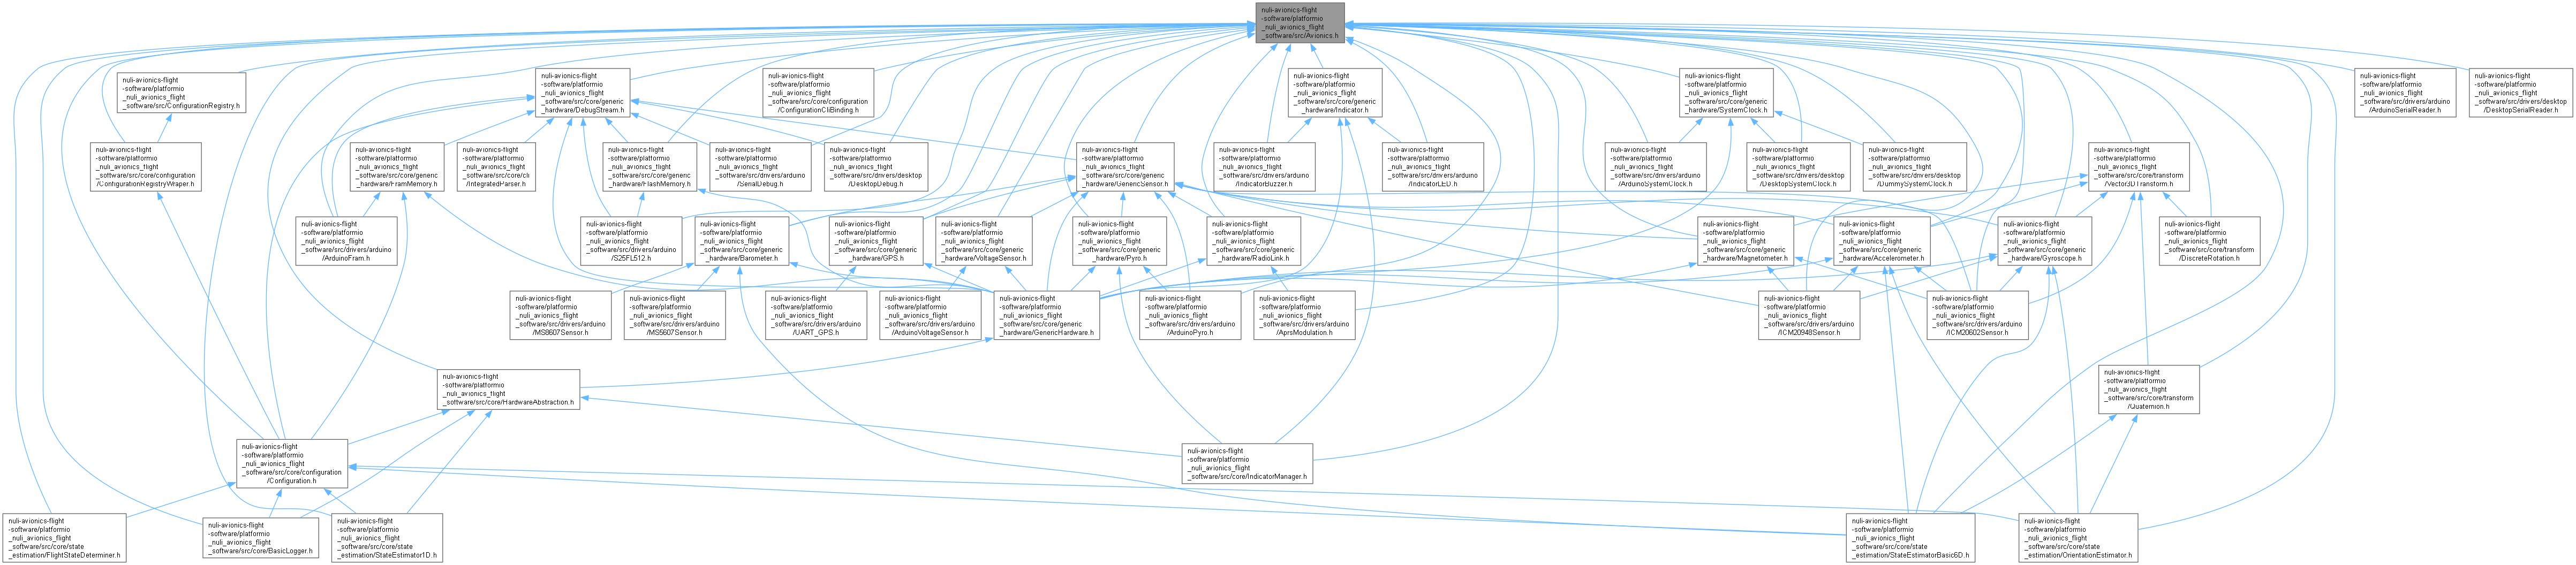 nuli-avionics-flight
-software/platformio
_nuli_avionics_flight
_software/src/Avionics.h
nuli-avionics-flight
-software/platformio
_nuli_avionics_flight
_software/src/ConfigurationRegistry.h
nuli-avionics-flight
-software/platformio
_nuli_avionics_flight
_software/src/core/generic
_hardware/DebugStream.h
nuli-avionics-flight
-software/platformio
_nuli_avionics_flight
_software/src/core/configuration
/ConfigurationCliBinding.h
nuli-avionics-flight
-software/platformio
_nuli_avionics_flight
_software/src/core/generic
_hardware/Indicator.h
nuli-avionics-flight
-software/platformio
_nuli_avionics_flight
_software/src/core/generic
_hardware/SystemClock.h
nuli-avionics-flight
-software/platformio
_nuli_avionics_flight
_software/src/drivers/arduino
/ArduinoSerialReader.h
nuli-avionics-flight
-software/platformio
_nuli_avionics_flight
_software/src/drivers/desktop
/DesktopSerialReader.h
nuli-avionics-flight
-software/platformio
_nuli_avionics_flight
_software/src/core/configuration
/ConfigurationRegistryWraper.h
nuli-avionics-flight
-software/platformio
_nuli_avionics_flight
_software/src/core/generic
_hardware/FramMemory.h
nuli-avionics-flight
-software/platformio
_nuli_avionics_flight
_software/src/core/cli
/IntegratedParser.h
nuli-avionics-flight
-software/platformio
_nuli_avionics_flight
_software/src/core/generic
_hardware/FlashMemory.h
nuli-avionics-flight
-software/platformio
_nuli_avionics_flight
_software/src/drivers/arduino
/SerialDebug.h
nuli-avionics-flight
-software/platformio
_nuli_avionics_flight
_software/src/drivers/desktop
/DesktopDebug.h
nuli-avionics-flight
-software/platformio
_nuli_avionics_flight
_software/src/core/generic
_hardware/GenericSensor.h
nuli-avionics-flight
-software/platformio
_nuli_avionics_flight
_software/src/drivers/arduino
/IndicatorBuzzer.h
nuli-avionics-flight
-software/platformio
_nuli_avionics_flight
_software/src/drivers/arduino
/IndicatorLED.h
nuli-avionics-flight
-software/platformio
_nuli_avionics_flight
_software/src/drivers/arduino
/ArduinoSystemClock.h
nuli-avionics-flight
-software/platformio
_nuli_avionics_flight
_software/src/drivers/desktop
/DesktopSystemClock.h
nuli-avionics-flight
-software/platformio
_nuli_avionics_flight
_software/src/drivers/desktop
/DummySystemClock.h
nuli-avionics-flight
-software/platformio
_nuli_avionics_flight
_software/src/core/transform
/Vector3DTransform.h
nuli-avionics-flight
-software/platformio
_nuli_avionics_flight
_software/src/drivers/arduino
/ArduinoFram.h
nuli-avionics-flight
-software/platformio
_nuli_avionics_flight
_software/src/drivers/arduino
/S25FL512.h
nuli-avionics-flight
-software/platformio
_nuli_avionics_flight
_software/src/core/generic
_hardware/Barometer.h
nuli-avionics-flight
-software/platformio
_nuli_avionics_flight
_software/src/core/generic
_hardware/GPS.h
nuli-avionics-flight
-software/platformio
_nuli_avionics_flight
_software/src/core/generic
_hardware/VoltageSensor.h
nuli-avionics-flight
-software/platformio
_nuli_avionics_flight
_software/src/core/generic
_hardware/Pyro.h
nuli-avionics-flight
-software/platformio
_nuli_avionics_flight
_software/src/core/generic
_hardware/RadioLink.h
nuli-avionics-flight
-software/platformio
_nuli_avionics_flight
_software/src/core/generic
_hardware/Magnetometer.h
nuli-avionics-flight
-software/platformio
_nuli_avionics_flight
_software/src/core/generic
_hardware/Accelerometer.h
nuli-avionics-flight
-software/platformio
_nuli_avionics_flight
_software/src/core/generic
_hardware/Gyroscope.h
nuli-avionics-flight
-software/platformio
_nuli_avionics_flight
_software/src/core/transform
/DiscreteRotation.h
nuli-avionics-flight
-software/platformio
_nuli_avionics_flight
_software/src/drivers/arduino
/MS8607Sensor.h
nuli-avionics-flight
-software/platformio
_nuli_avionics_flight
_software/src/drivers/arduino
/MS5607Sensor.h
nuli-avionics-flight
-software/platformio
_nuli_avionics_flight
_software/src/drivers/arduino
/UART_GPS.h
nuli-avionics-flight
-software/platformio
_nuli_avionics_flight
_software/src/drivers/arduino
/ArduinoVoltageSensor.h
nuli-avionics-flight
-software/platformio
_nuli_avionics_flight
_software/src/core/generic
_hardware/GenericHardware.h
nuli-avionics-flight
-software/platformio
_nuli_avionics_flight
_software/src/drivers/arduino
/ArduinoPyro.h
nuli-avionics-flight
-software/platformio
_nuli_avionics_flight
_software/src/drivers/arduino
/AprsModulation.h
nuli-avionics-flight
-software/platformio
_nuli_avionics_flight
_software/src/drivers/arduino
/ICM20948Sensor.h
nuli-avionics-flight
-software/platformio
_nuli_avionics_flight
_software/src/drivers/arduino
/ICM20602Sensor.h
nuli-avionics-flight
-software/platformio
_nuli_avionics_flight
_software/src/core/HardwareAbstraction.h
nuli-avionics-flight
-software/platformio
_nuli_avionics_flight
_software/src/core/transform
/Quaternion.h
nuli-avionics-flight
-software/platformio
_nuli_avionics_flight
_software/src/core/configuration
/Configuration.h
nuli-avionics-flight
-software/platformio
_nuli_avionics_flight
_software/src/core/IndicatorManager.h
nuli-avionics-flight
-software/platformio
_nuli_avionics_flight
_software/src/core/state
_estimation/FlightStateDeterminer.h
nuli-avionics-flight
-software/platformio
_nuli_avionics_flight
_software/src/core/BasicLogger.h
nuli-avionics-flight
-software/platformio
_nuli_avionics_flight
_software/src/core/state
_estimation/StateEstimator1D.h
nuli-avionics-flight
-software/platformio
_nuli_avionics_flight
_software/src/core/state
_estimation/StateEstimatorBasic6D.h
nuli-avionics-flight
-software/platformio
_nuli_avionics_flight
_software/src/core/state
_estimation/OrientationEstimator.h